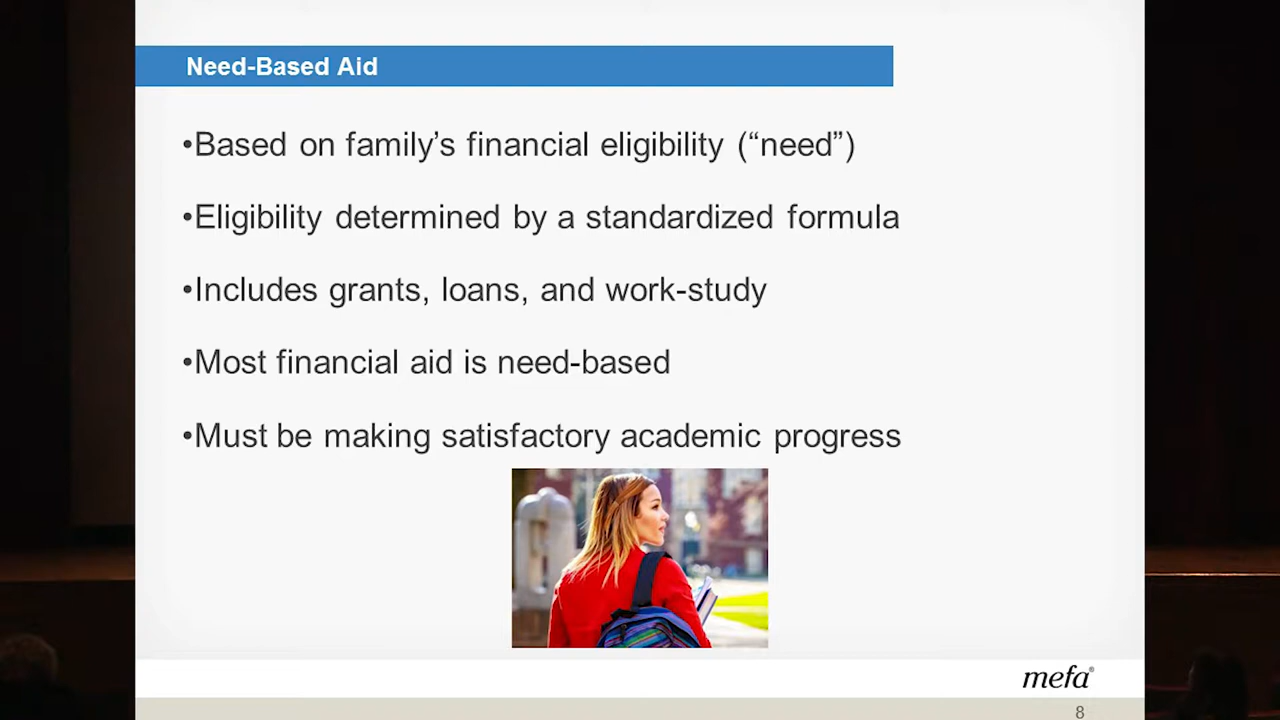 Need-Based Aid
•Based on family’s financial eligibility (“need”)
•Eligibility determined by a standardized formula
•Includes grants, loans, and work-study
•Most financial aid is need-based
•Must be making satisfactory academic progress
mefa®
8